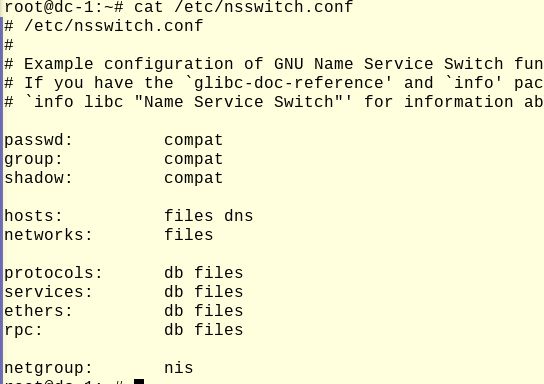 root@dc-1:~# cat /etc/nsswitch.conf
# /etc/nsswitch.conf
#
# Example configuration of GNU Name Service Switch fun
# If you have the `glibc-doc-reference' and `info' pac
# `info libc "Name Service Switch"' for information ab

passwd:         compat
group:          compat
shadow:         compat

hosts:          files dns
networks:       files

protocols:      db files
services:       db files
ethers:         db files
rpc:            db files

netgroup:       nis
root@dc-1:~#